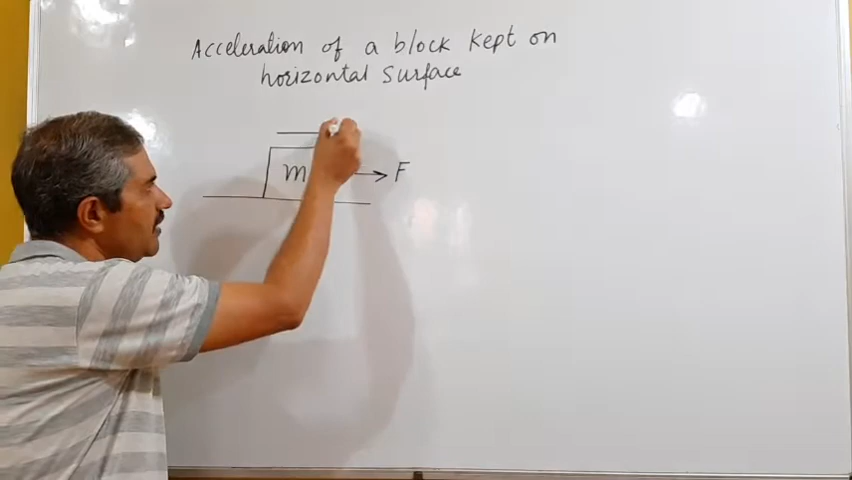 Acceleration of a block kept on
horizontal surface
m
F